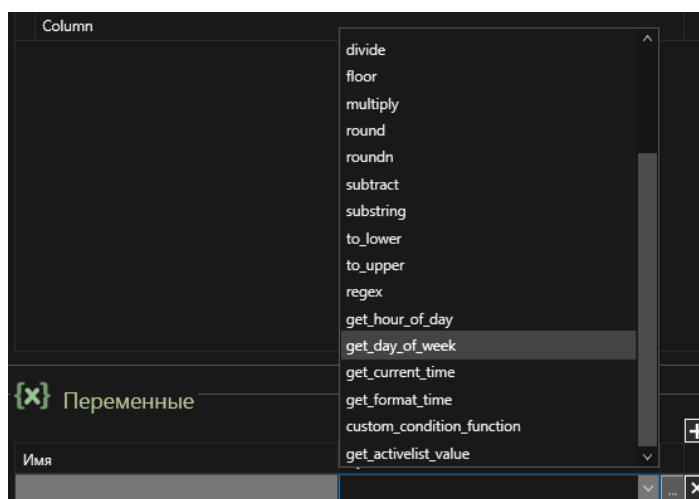 Column
divide
floor
multiply
round
roundn
subtract
substring
to_lower
to_upper
regex
get_hour_of_day
get_day_of_week
get_current_time
get_format_time
custom_condition_function
get_activelist_value
{x} Переменные
Имя
...